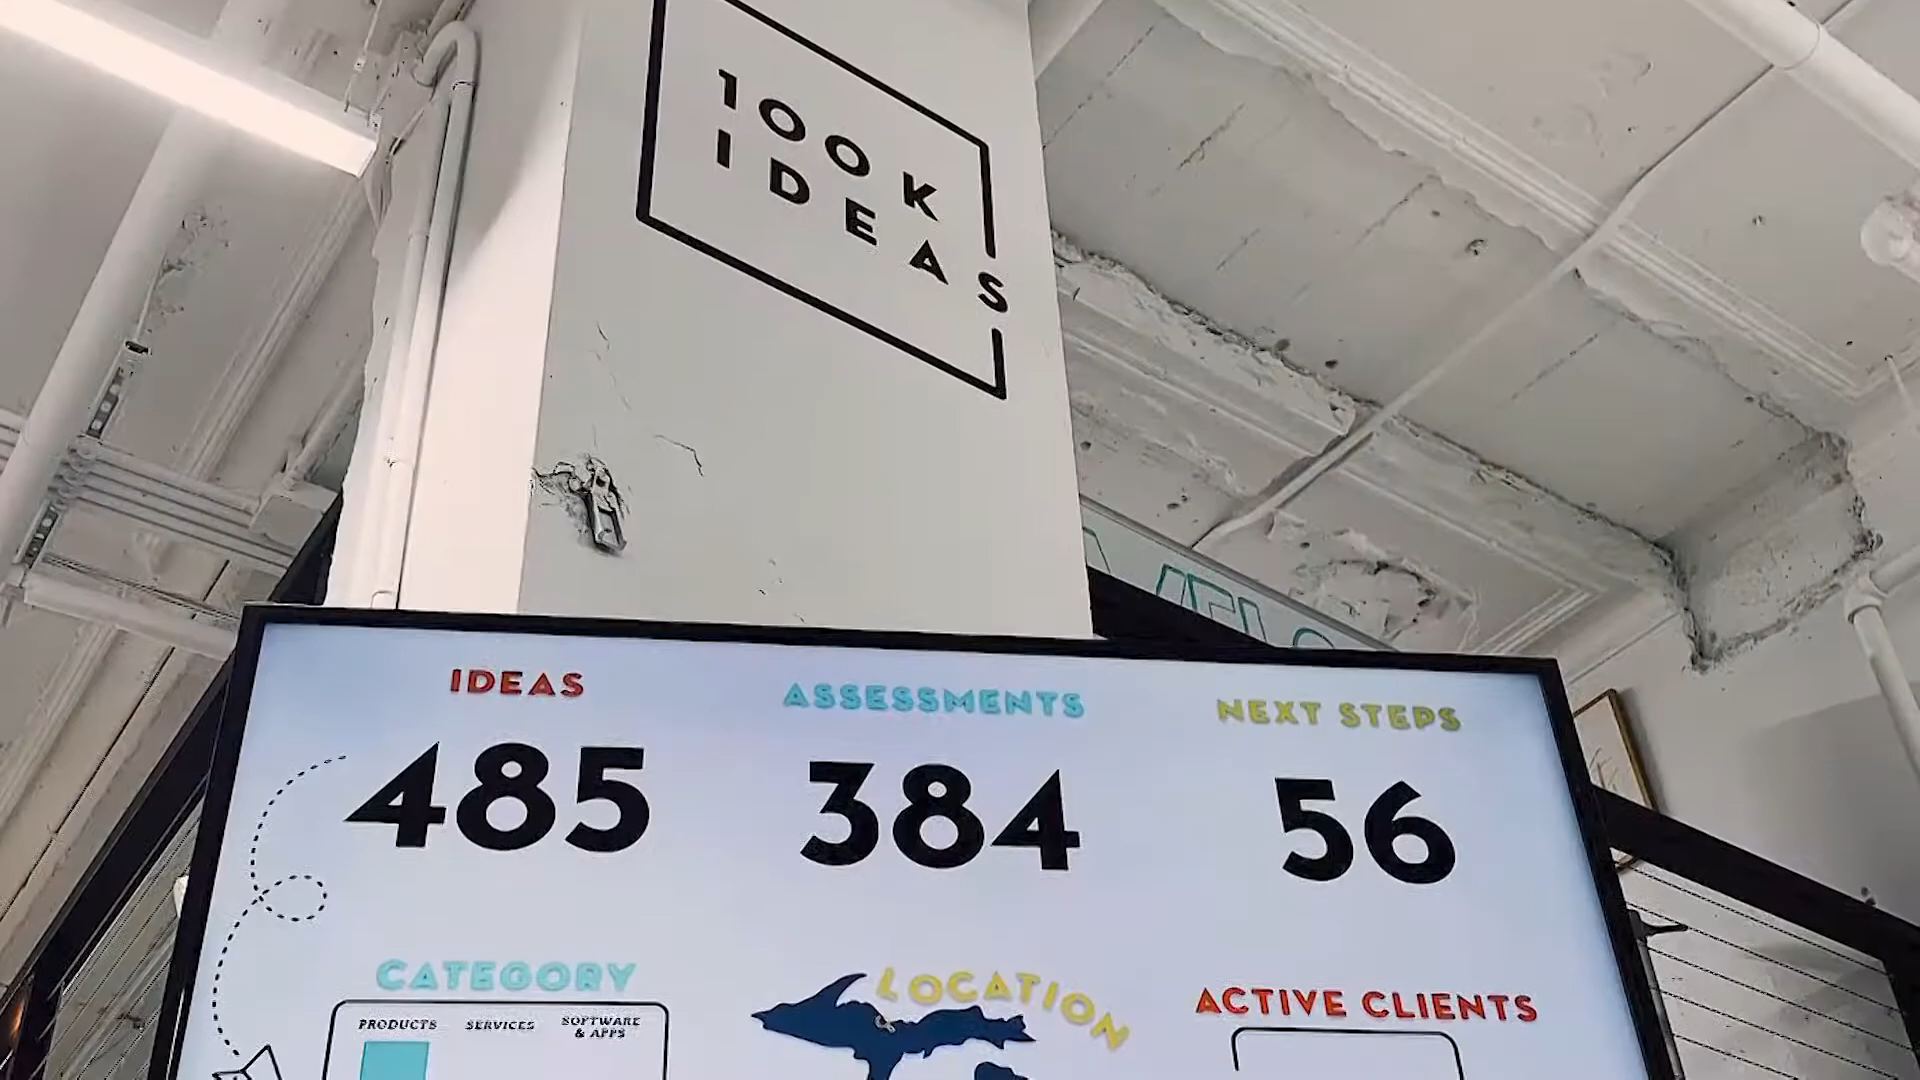 100K
IDEAS
IDEAS
ASSESSMENTS
NEXT STEPS
485
384
56
CATEGORY
LOCATION
ACTIVE CLIENTS
PRODUCTS
SERVICES
SOFTWARE
& APPS